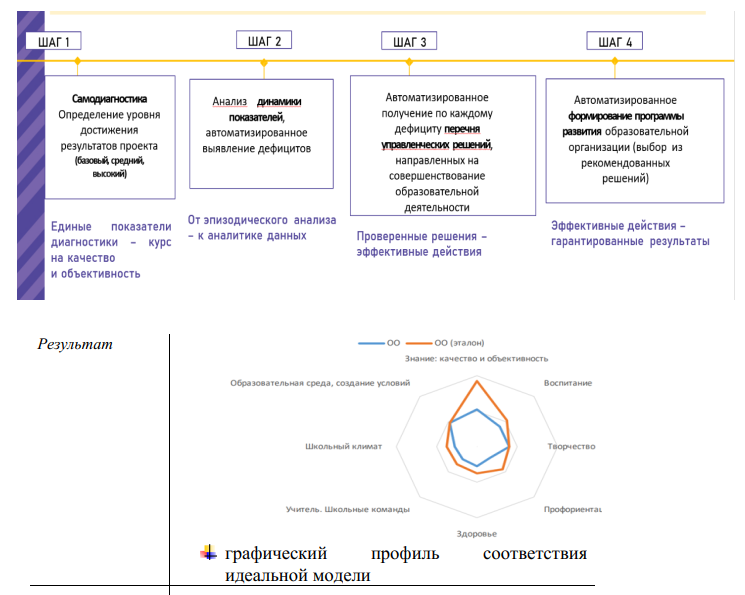 ШАГ 1
ШАГ 2
ШАГ 3
ШАГ 4
Самодиагностика
Определение уровня
достижения
результатов проекта
(базовый, средний,
высокий)
Анализ динамики
показателей,
автоматизированное
выявление дефицитов
Автоматизированное
получение по каждому
дефициту перечня
управленческих решений,
направленных на
совершенствование
образовательной
деятельности
Автоматизированное
формирование программы
развития образовательной
организации (выбор из
рекомендованных
решений)
Единые показатели
диагностики – курс
на качество
и объективность
От эпизодического анализа
– к аналитике данных
Проверенные решения –
эффективные действия
Эффективные действия –
гарантированные результаты
Результат
ОО ОО (эталон)
Знание: качество и объективность
Образовательная среда, создание условий
Воспитание
Школьный климат
Творчество
Учитель. Школьные команды
Профориентац
Здоровье
графический профиль соответствия
идеальной модели